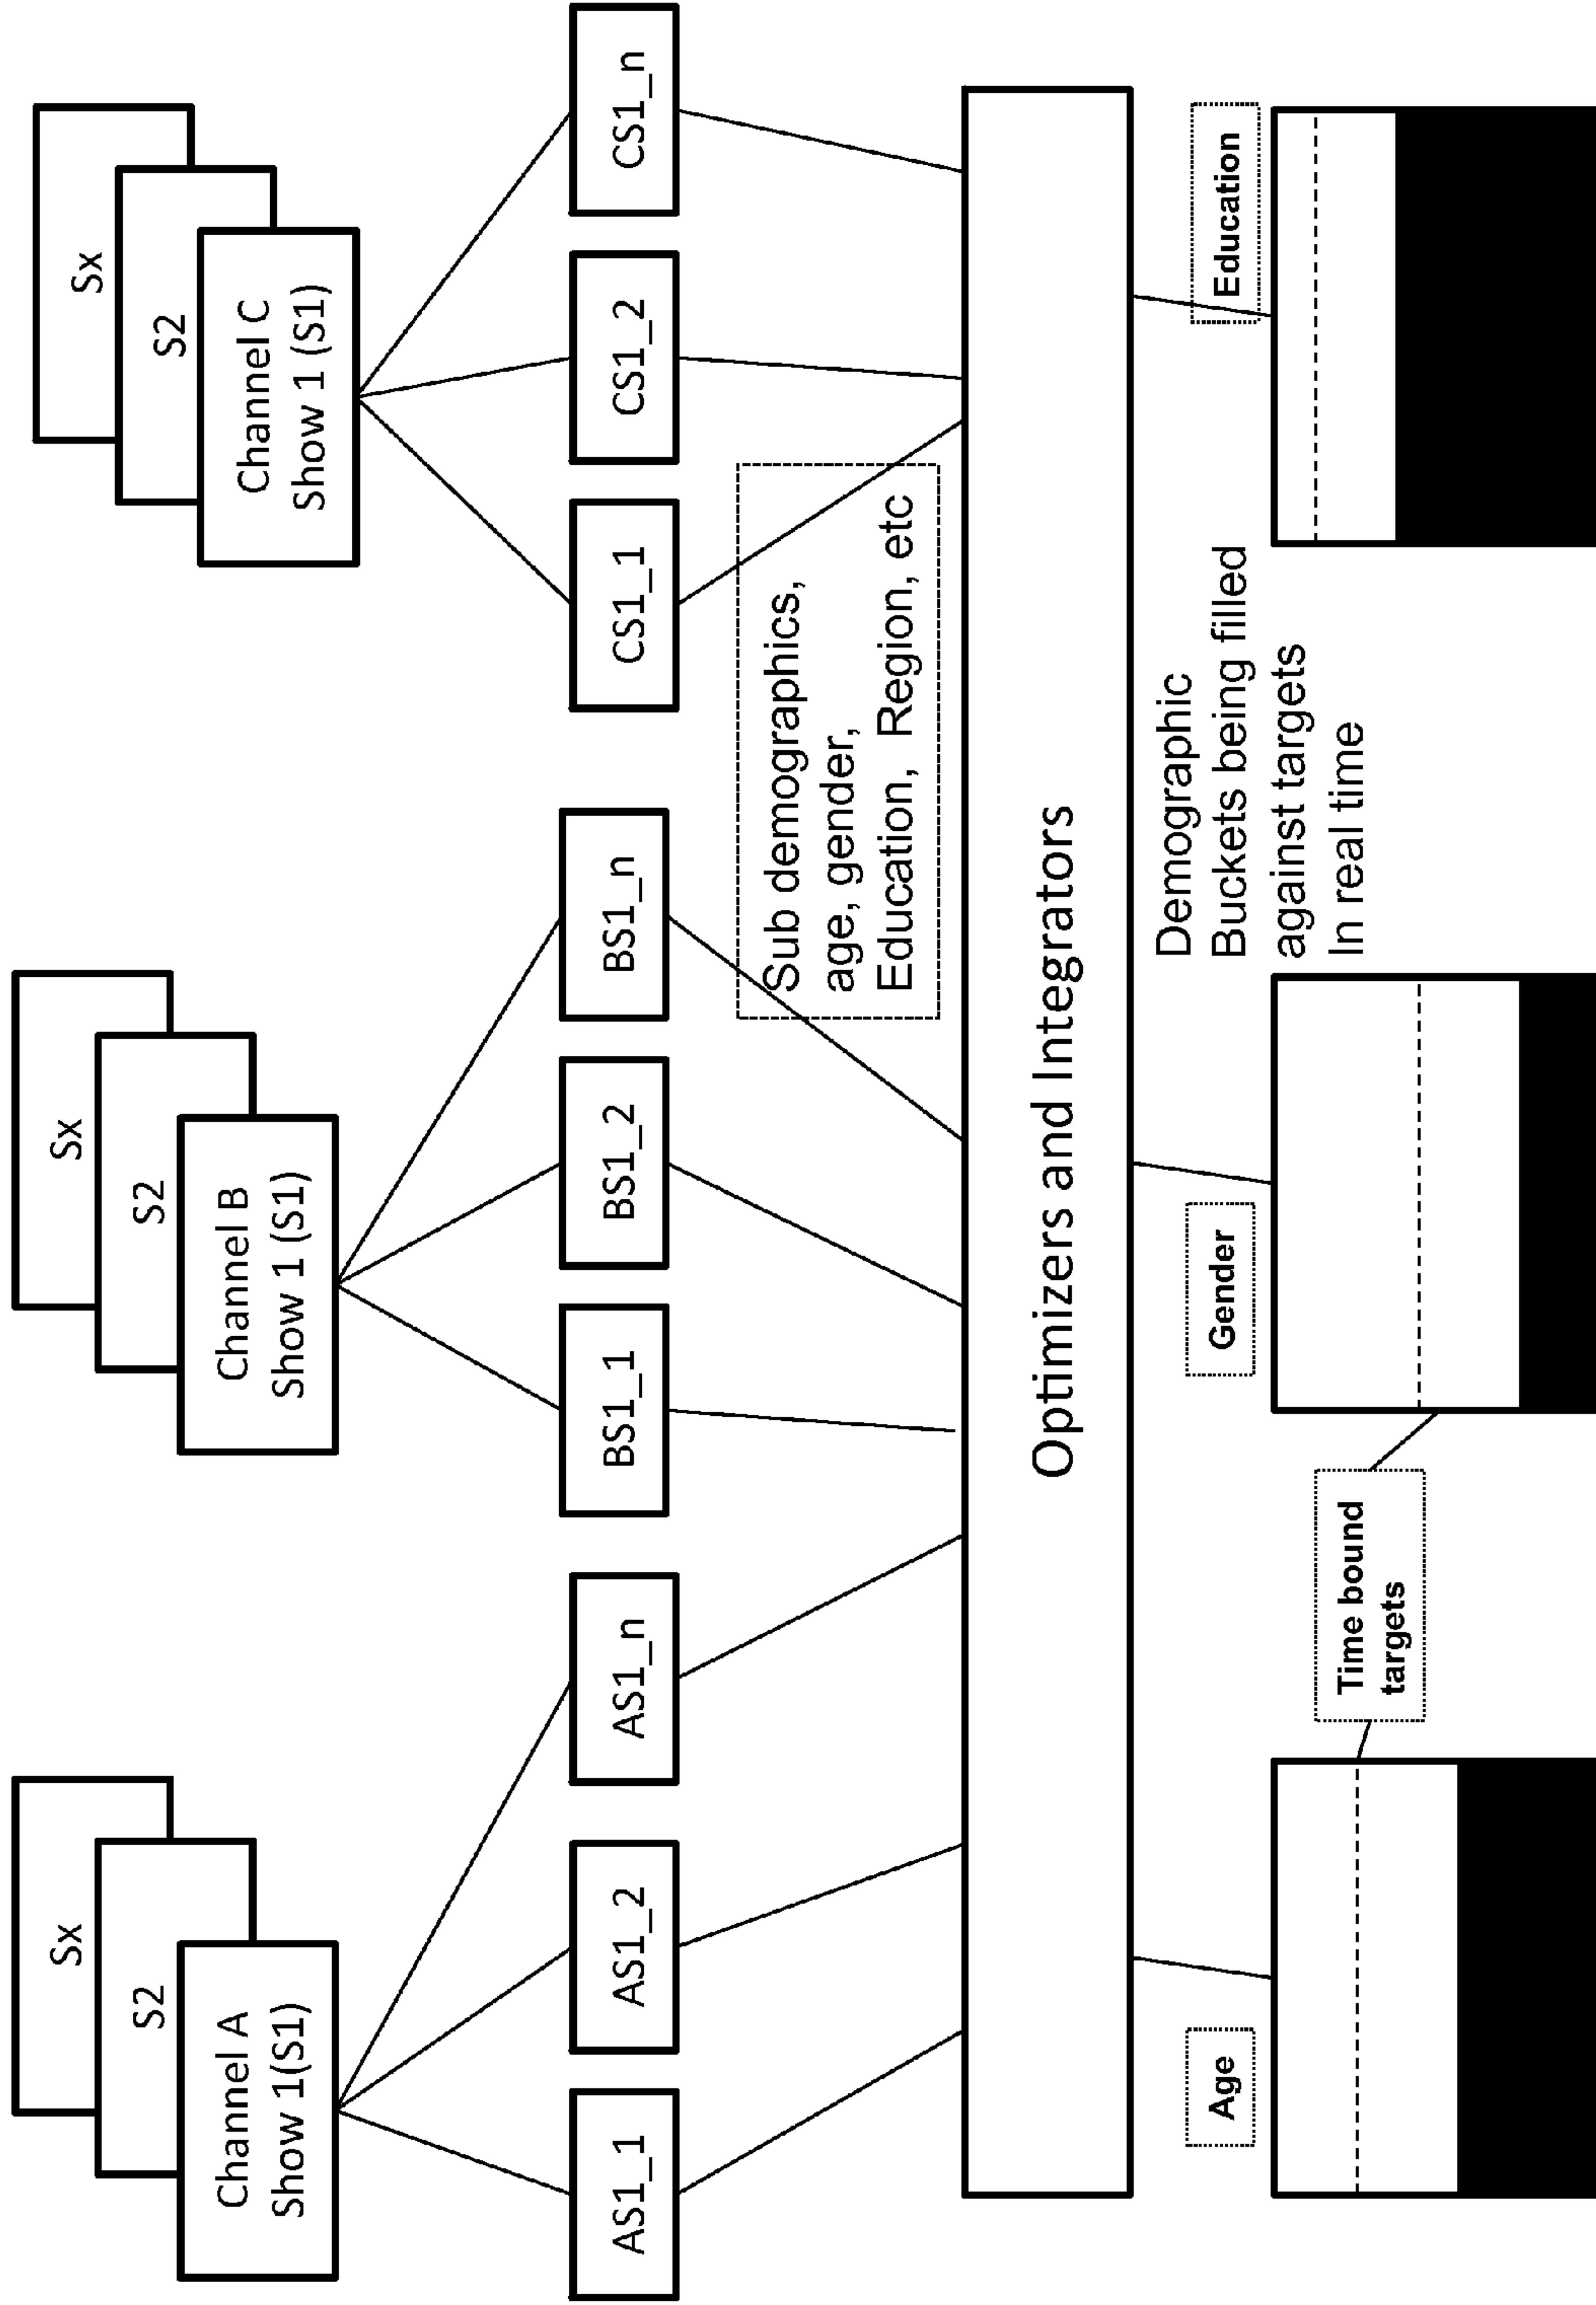 Sx
S2
Channel A
Show 1(S1)
Sx
S2
Channel B
Show 1 (S1)
Sx
S2
Channel C
Show 1 (S1)
AS1_1
AS1_2
AS1_n
BS1_1
BS1_2
BS1_n
CS1_1
CS1_2
CS1_n
Sub demographics,
age, gender,
Education, Region, etc
Optimizers and Integrators
Age
Gender
Education
Demographic
Buckets being filled
against targets
In real time
Time bound
targets